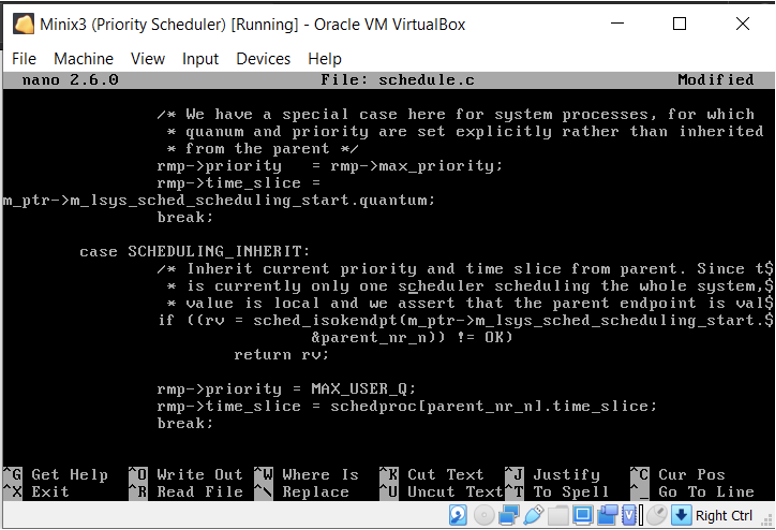 Minix3 (Priority Scheduler) [Running] - Oracle VM VirtualBox
File Machine View Input Devices Help
nano 2.6.0 File: schedule.c Modified
/* We have a special case here for system processes, for which
* quanum and priority are set explicitly rather than inherited
* from the parent */
rmp->priority = rmp->max_priority;
rmp->time_slice =
m_ptr->m_lsys_sched_scheduling_start.quantum;
break;
case SCHEDULING_INHERIT:
/* Inherit current priority and time slice from parent. Since t$
* is currently only one scheduler scheduling the whole system,$
* value is local and we assert that the parent endpoint is val$
if ((rv = sched_isokendpt(m_ptr->m_lsys_sched_scheduling_start.$
&parent_nr_n)) != OK)
return rv;
rmp->priority = MAX_USER_Q;
rmp->time_slice = schedproc[parent_nr_n].time_slice;
break;
^G Get Help ^O Write Out ^W Where Is ^K Cut Text ^J Justify ^C Cur Pos
^X Exit ^R Read File ^\ Replace ^U Uncut Text ^T To Spell ^_ Go To Line
Right Ctrl